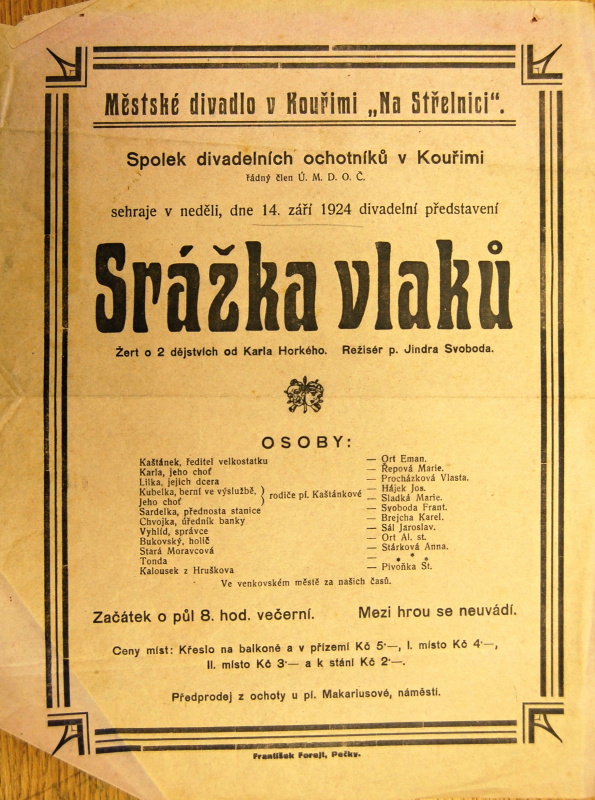 Městské divadlo v Kouřimi „Na Střelnici“.
Spolek divadelních ochotníků v Kouřimi
řádný člen Ú. M. D. O. Č.
sehraje v neděli, dne 14. září 1924 divadelní představení
Srážka vlaků
Žert o 2 dějstvích od Karla Horkého. Režisér p. Jindra Svoboda.
OSOBY:
Kaštánek, ředitel velkostatku — Ort Eman.
Karla, jeho choť — Řepová Marie.
Lilka, jejich dcera — Procházková Vlasta.
Kubelka, berní ve výslužbě, } rodiče pí. Kaštánkové — Hájek Jos.
Jeho choť — Sladká Marie.
Sardelka, přednosta stanice — Svoboda Frant.
Chvojka, úředník banky — Brejcha Karel.
Vyhlíd, správce — Sál Jaroslav.
Bukovský, holič — Ort Al. st.
Stará Moravcová — Stárková Anna.
Tonda — * * *
Kalousek z Hruškova — Pivoňka St.
Ve venkovském městě za našich časů.
Začátek o půl 8. hod. večerní. Mezi hrou se neuvádí.
Ceny míst: Křeslo na balkoně a v přízemí Kč 5·—, I. místo Kč 4·—,
II. místo Kč 3·— a k stání Kč 2·—.
Předprodej z ochoty u pí. Makariusové, náměstí.
František Forejt, Pečky.